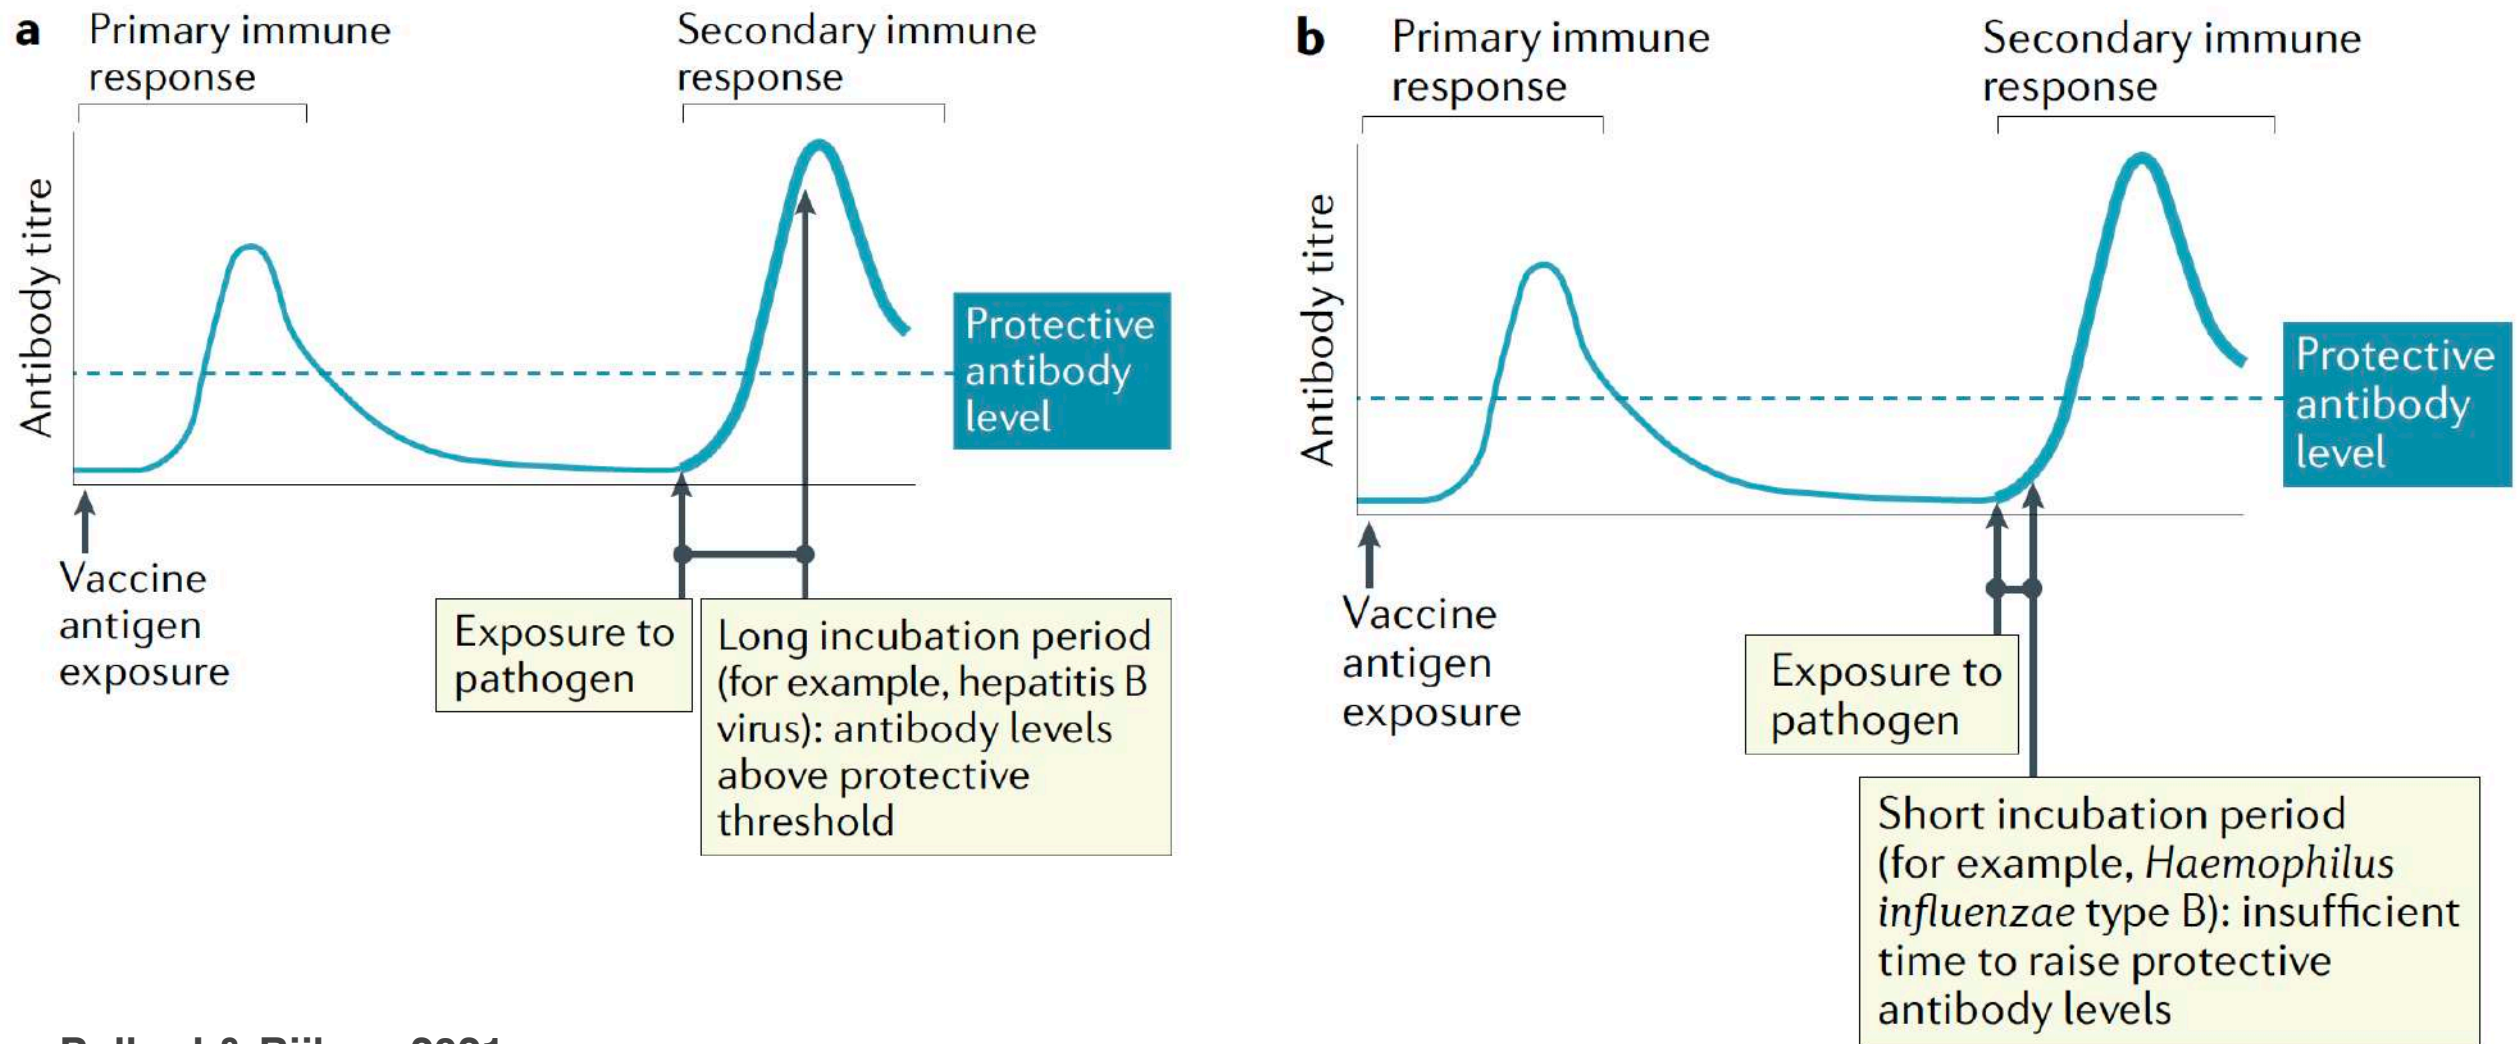 a
Primary immune
response
Secondary immune
response
Antibody titre
Protective
antibody
level
Vaccine
antigen
exposure
Exposure to
pathogen
Long incubation period
(for example, hepatitis B
virus): antibody levels
above protective
threshold
b
Primary immune
response
Secondary immune
response
Antibody titre
Protective
antibody
level
Vaccine
antigen
exposure
Exposure to
pathogen
Short incubation period
(for example, Haemophilus
influenzae type B): insufficient
time to raise protective
antibody levels